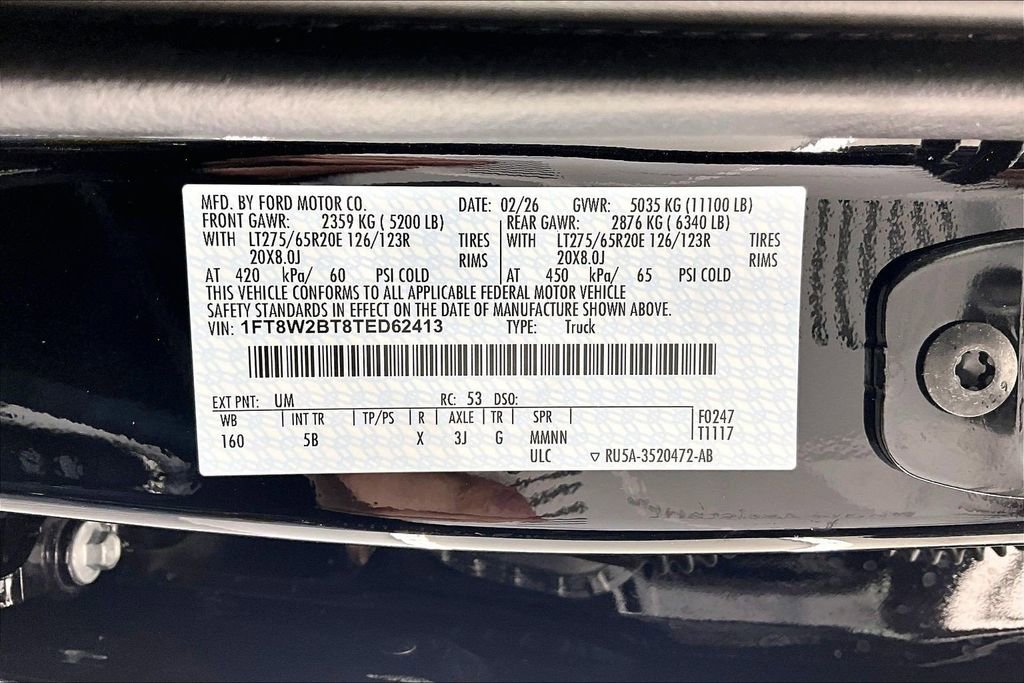 MFD. BY FORD MOTOR CO. DATE: 02/26 GVWR: 5035 KG (11100 LB)
FRONT GAWR: 2359 KG ( 5200 LB) REAR GAWR: 2876 KG ( 6340 LB)
WITH LT275/65R20E 126/123R TIRES WITH LT275/65R20E 126/123R TIRES
20X8.0J RIMS 20X8.0J RIMS
AT 420 kPa/ 60 PSI COLD AT 450 kPa/ 65 PSI COLD
THIS VEHICLE CONFORMS TO ALL APPLICABLE FEDERAL MOTOR VEHICLE
SAFETY STANDARDS IN EFFECT ON THE DATE OF MANUFACTURE SHOWN ABOVE.
VIN: 1FT8W2BT8TED62413 TYPE: Truck
EXT PNT: UM RC: 53 DSO:
WB INT TR TP/PS R AXLE TR SPR F0247
160 5B X 3J G MMNN T1117
ULC ▽ RU5A-3520472-AB